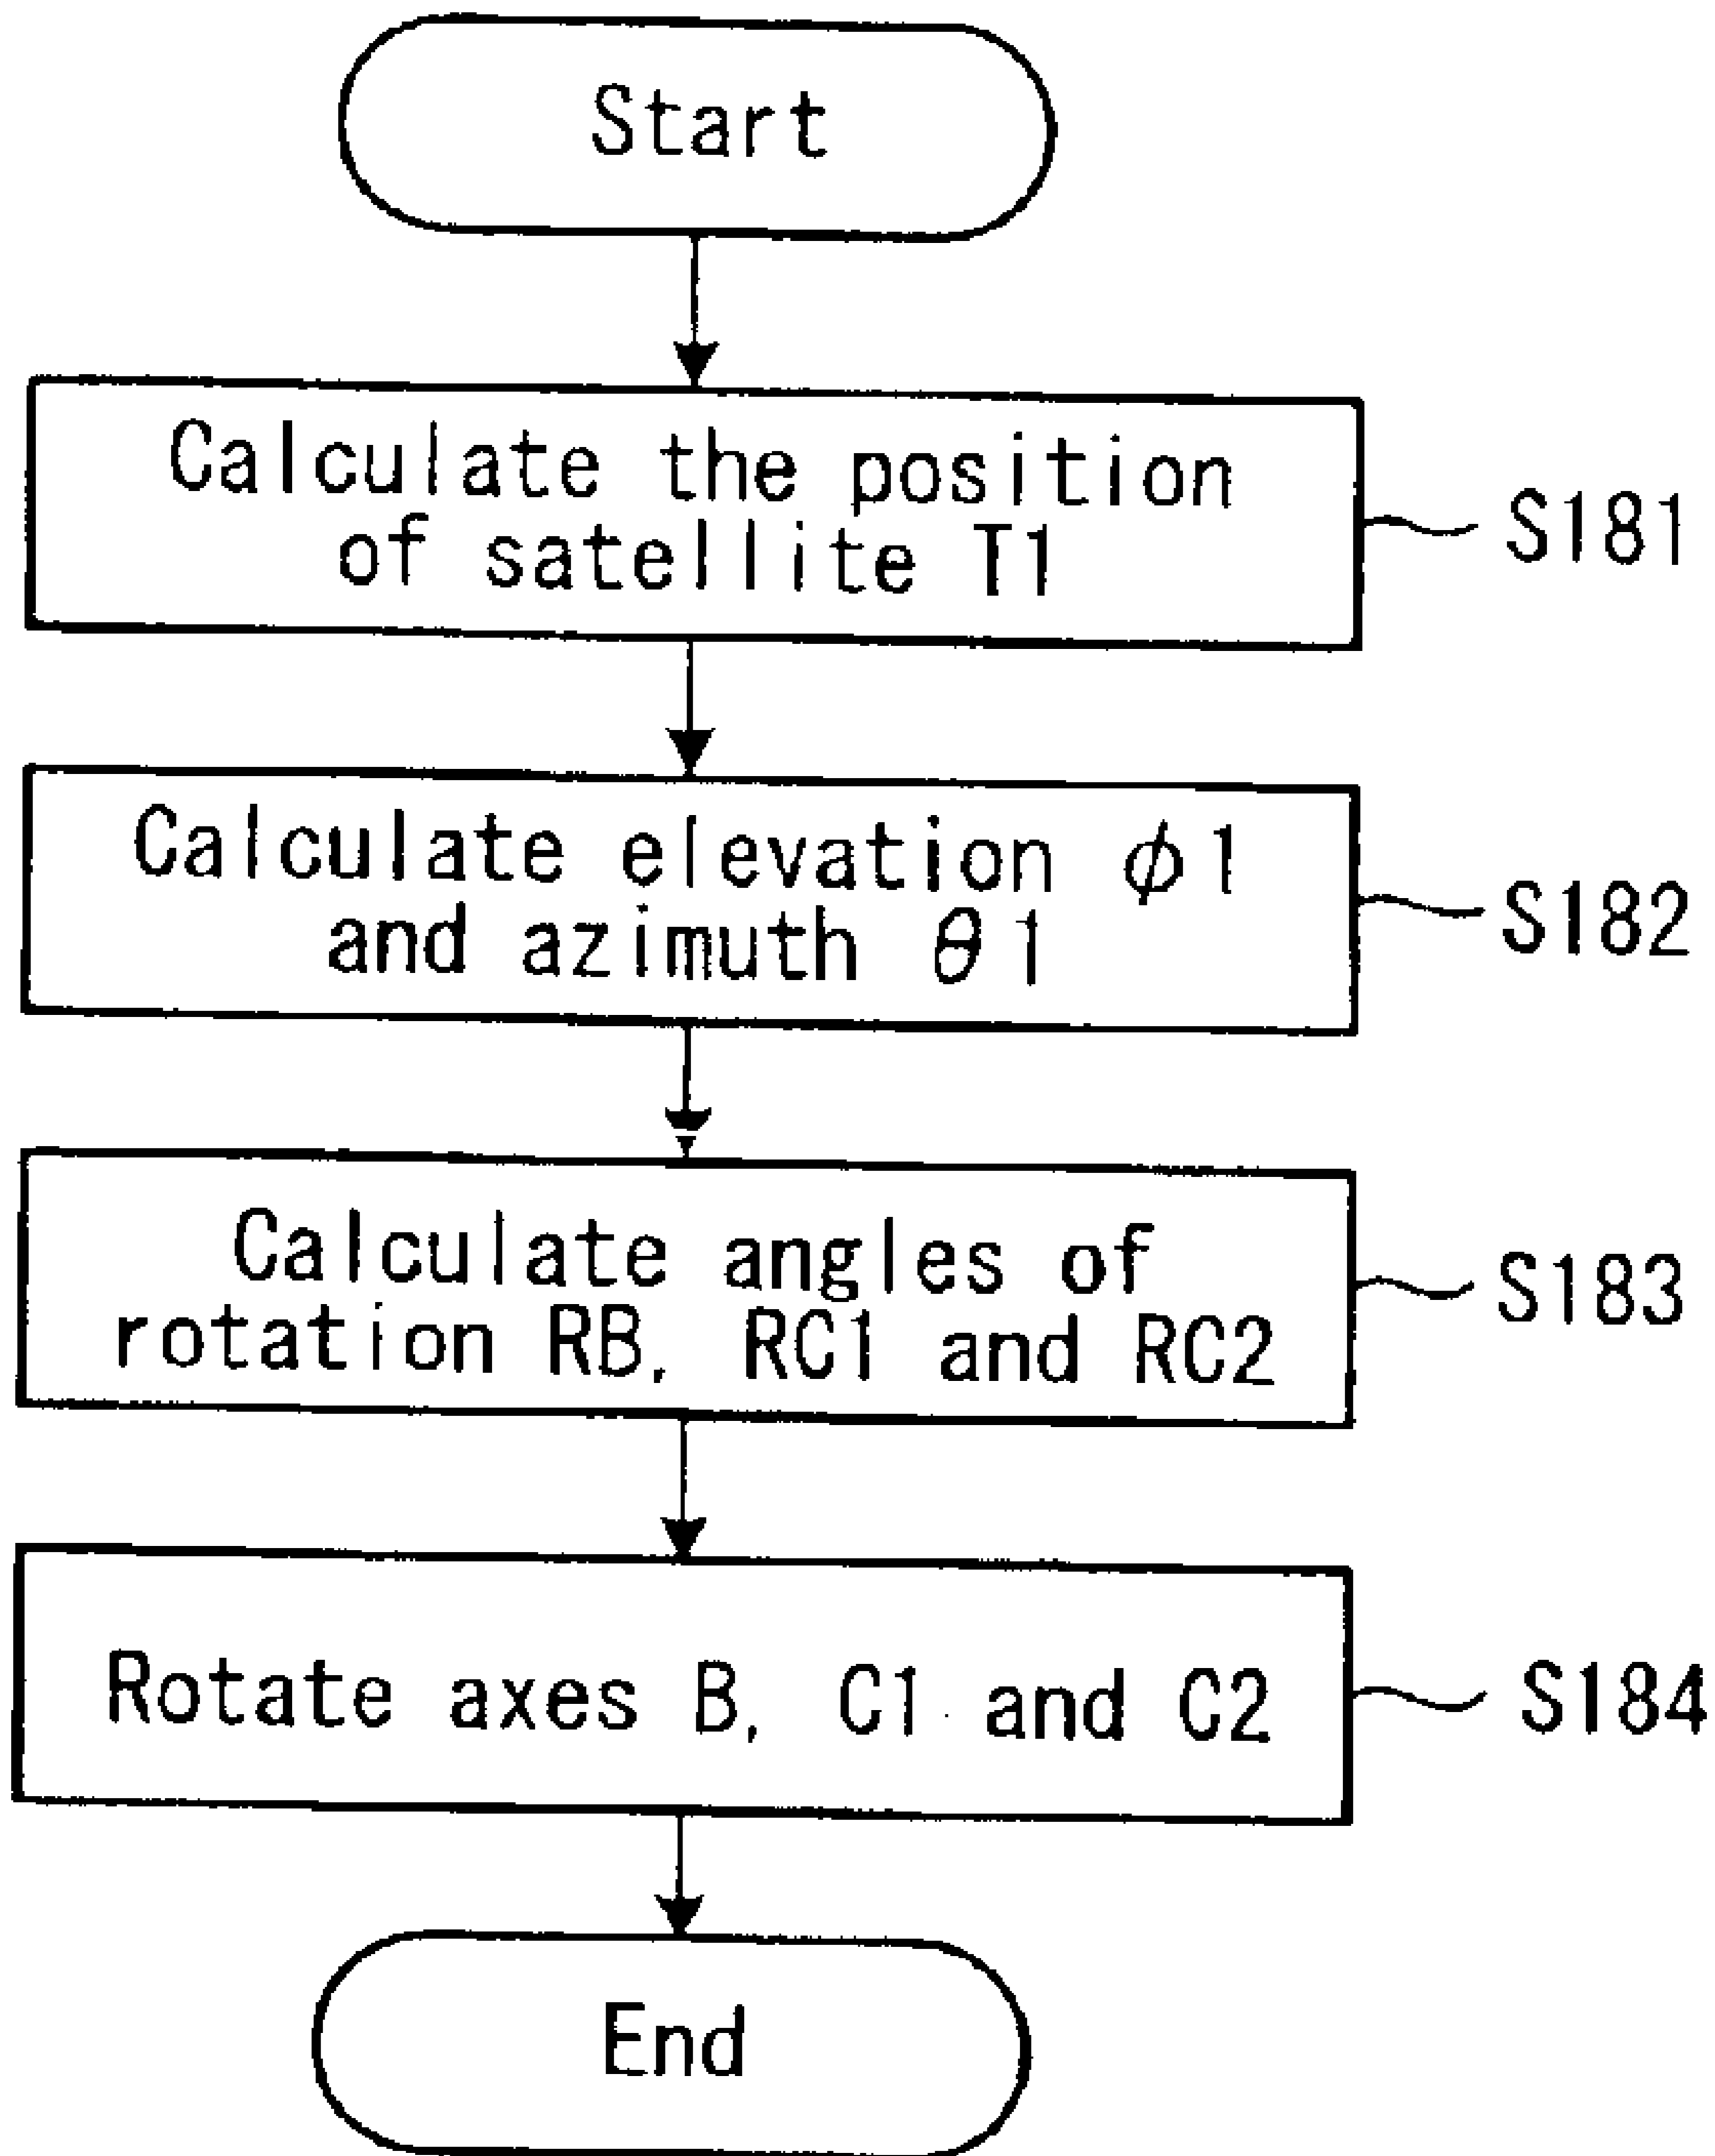 Start
Calculate the position
of satellite T1
S181
Calculate elevation ϕ1
and azimuth θ1
S182
Calculate angles of
rotation RB, RC1 and RC2
S183
Rotate axes B, C1 and C2
S184
End